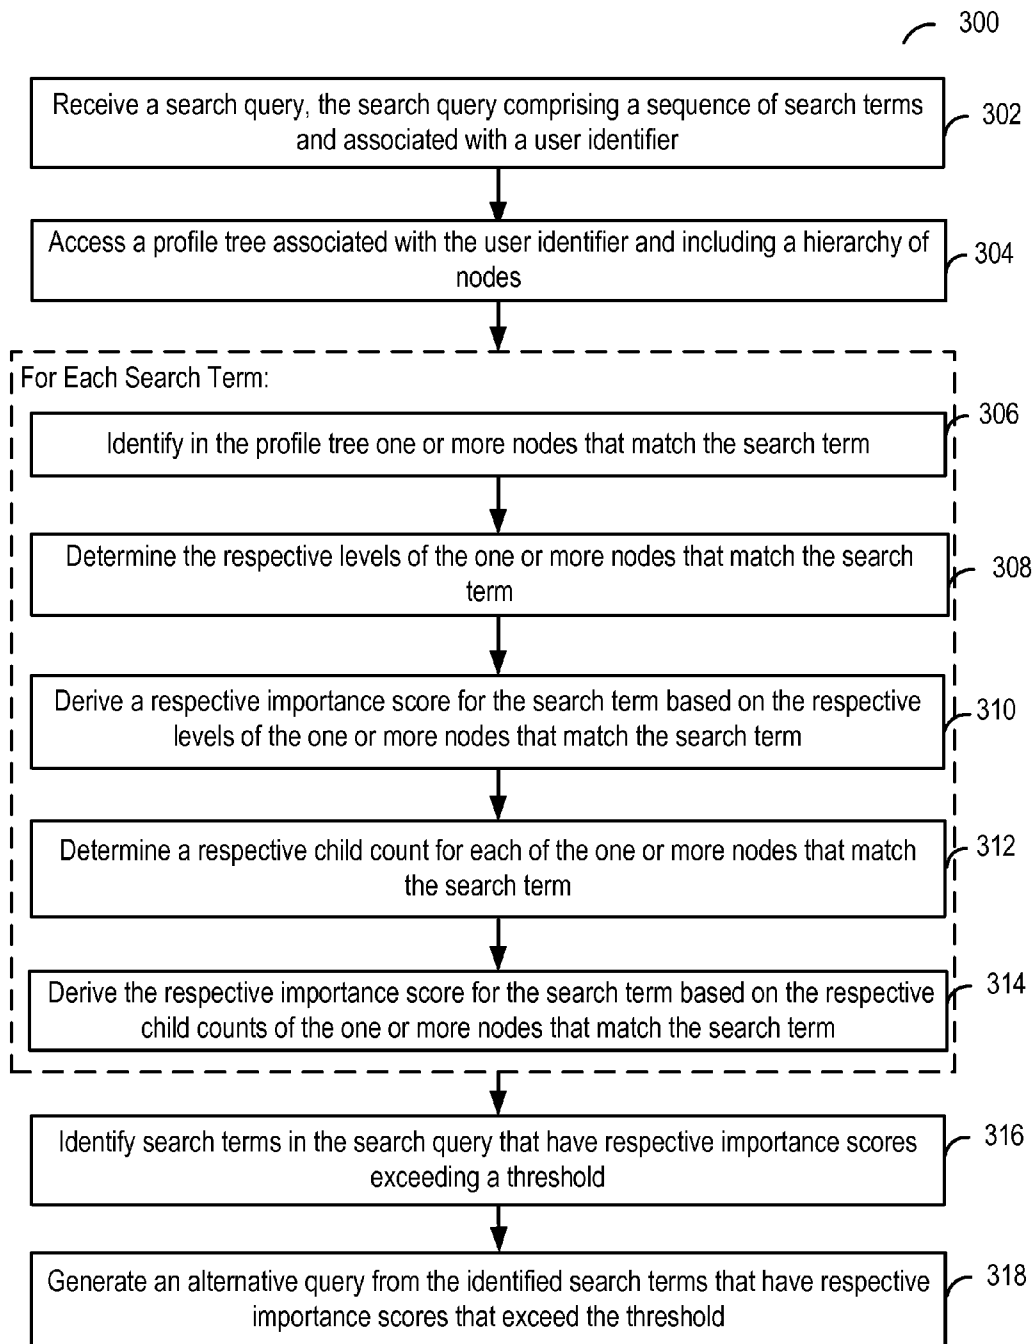 300
Receive a search query, the search query comprising a sequence of search terms
and associated with a user identifier
302
Access a profile tree associated with the user identifier and including a hierarchy of
nodes
304
For Each Search Term:
306
Identify in the profile tree one or more nodes that match the search term
Determine the respective levels of the one or more nodes that match the search
term
308
Derive a respective importance score for the search term based on the respective
levels of the one or more nodes that match the search term
310
Determine a respective child count for each of the one or more nodes that match
the search term
312
Derive the respective importance score for the search term based on the respective
child counts of the one or more nodes that match the search term
314
Identify search terms in the search query that have respective importance scores
exceeding a threshold
316
Generate an alternative query from the identified search terms that have respective
importance scores that exceed the threshold
318